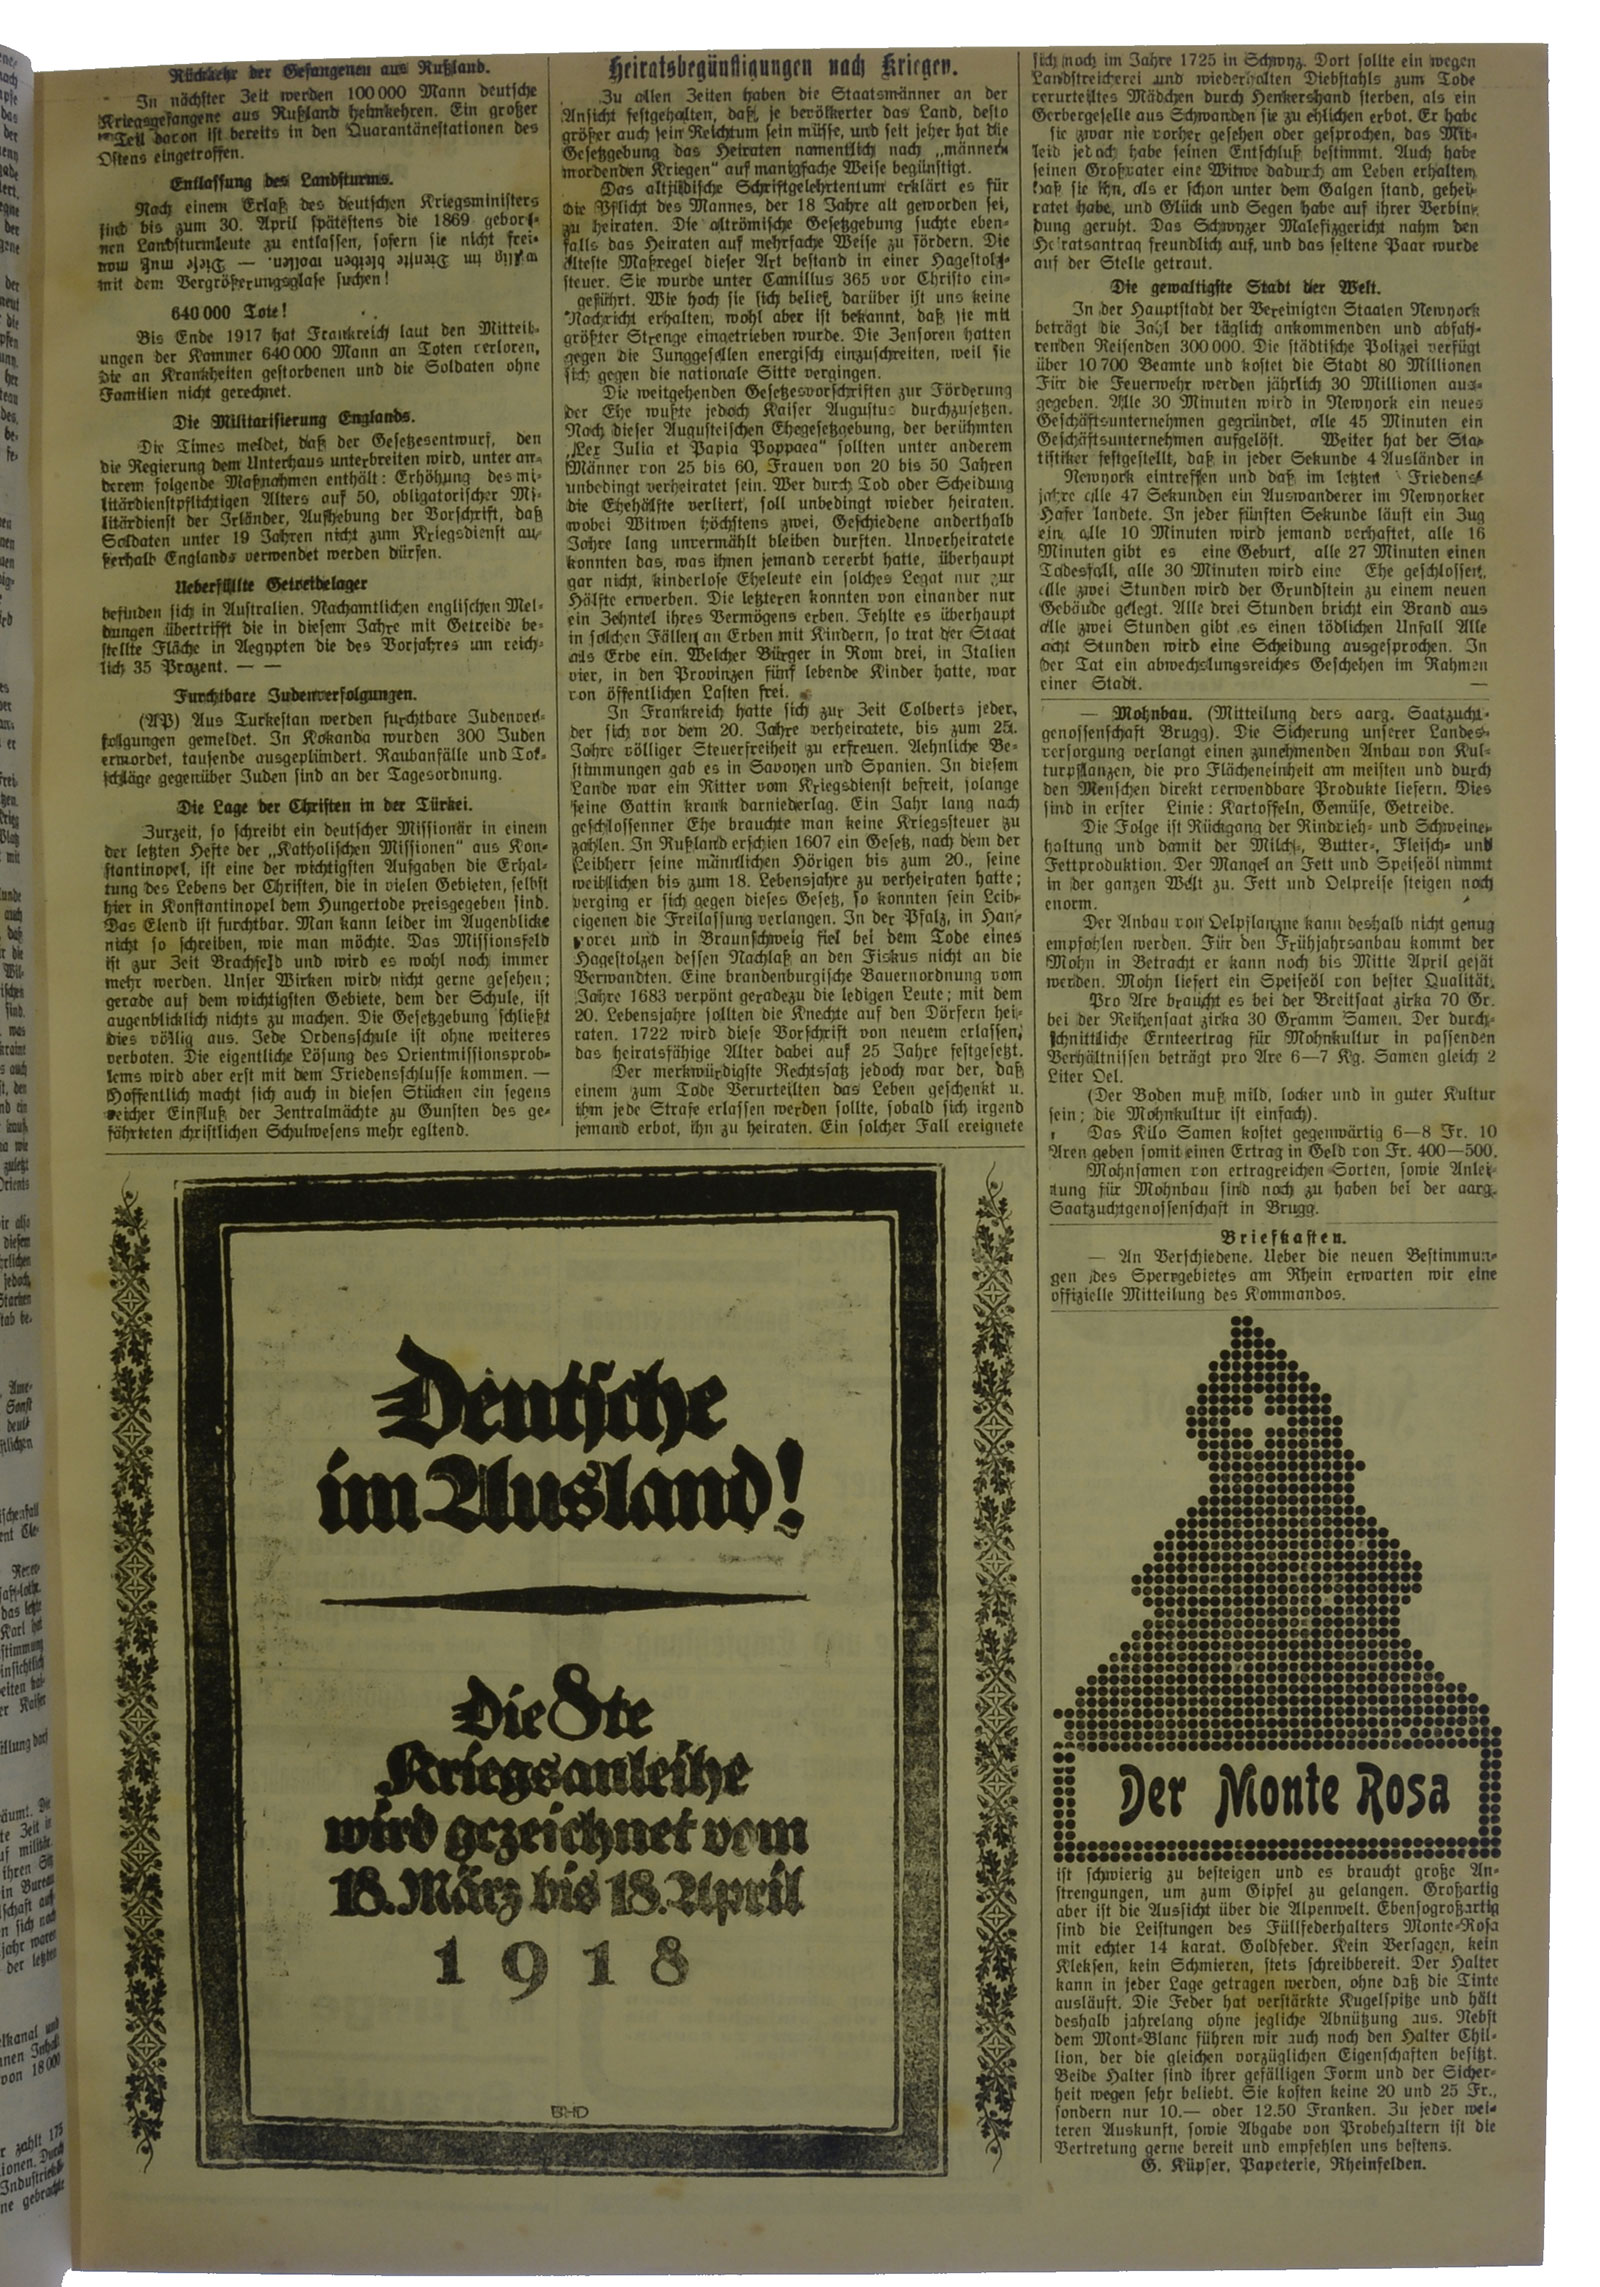 Rückkehr der Gefangenen aus Rußland.
In nächster Zeit werden 100000 Mann deutsche
Kriegsgefangene aus Rußland heimkehren. Ein großer
Teil davon ist bereits in den Quarantänestationen des
Ostens eingetroffen.
Entlassung des Landsturms.
Nach einem Erlaß des deutschen Kriegsministers
sind bis zum 30. April spätestens die 1869 gebore-
nen Landsturmleute zu entlassen, sofern sie nicht frei-
willig im Dienste bleiben wollen. — Diese muß man
mit dem Vergrößerungsglase suchen!
640000 Tote!
Bis Ende 1917 hat Frankreich laut den Mitteil-
ungen der Kammer 640000 Mann an Toten verloren,
die an Krankheiten gestorbenen und die Soldaten ohne
Familien nicht gerechnet.
Die Militarisierung Englands.
Die Times meldet, daß der Gesetzesentwurf, den
die Regierung dem Unterhaus unterbreiten wird, unter an-
derem folgende Maßnahmen enthält: Erhöhung des mi-
litärdienstpflichtigen Alters auf 50, obligatorischer Mi-
litärdienst der Irländer, Aufhebung der Vorschrift, daß
Soldaten unter 19 Jahren nicht zum Kriegsdienst au-
ßerhalb Englands verwendet werden dürfen.
Ueberfüllte Getreidelager
befinden sich in Australien. Nachamtlichen englischen Mel-
dungen übertrifft die in diesem Jahre mit Getreide be-
stellte Fläche in Aegypten die des Vorjahres um reich-
lich 35 Prozent. — —
Furchtbare Judenverfolgungen.
(AP) Aus Turkestan werden furchtbare Judenver-
folgungen gemeldet. In Kokanda wurden 300 Juden
ermordet, tausende ausgeplündert. Raubanfälle und Tot-
schläge gegenüber Juden sind an der Tagesordnung.
Die Lage der Christen in der Türkei.
Zurzeit, so schreibt ein deutscher Missionär in einem
der letzten Hefte der „Katholischen Missionen“ aus Kon-
stantinopel, ist eine der wichtigsten Aufgaben die Erhal-
tung des Lebens der Christen, die in vielen Gebieten, selbst
hier in Konstantinopel dem Hungertode preisgegeben sind.
Das Elend ist furchtbar. Man kann leider im Augenblicke
nicht so schreiben, wie man möchte. Das Missionsfeld
ist zur Zeit Brachfeld und wird es wohl noch immer
mehr werden. Unser Wirken wird nicht gerne gesehen;
gerade auf dem wichtigsten Gebiete, dem der Schule, ist
augenblicklich nichts zu machen. Die Gesetzgebung schließt
dies völlig aus. Jede Ordensschule ist ohne weiteres
verboten. Die eigentliche Lösung des Orientmissionsprob-
lems wird aber erst mit dem Friedensschlusse kommen. —
Hoffentlich macht sich auch in diesen Stücken ein segens
reicher Einfluß der Zentralmächte zu Gunsten des ge-
fährteten christlichen Schulwesens mehr egltend.
Heiratsbegünstigungen nach Kriegen.
Zu allen Zeiten haben die Staatsmänner an der
Ansicht festgehalten, daß, je bevölkerter das Land, desto
größer auch sein Reichtum sein müsse, und seit jeher hat die
Gesetzgebung das Heiraten namentlich nach „männer-
mordenden Kriegen“ auf manigfache Weise begünstigt.
Das altjüdische Schriftgelehrtentum erklärt es für
die Pflicht des Mannes, der 18 Jahre alt geworden sei,
zu heiraten. Die altrömische Gesetzgebung suchte eben-
falls das Heiraten auf mehrfache Weise zu fördern. Die
älteste Maßregel dieser Art bestand in einer Hagestolz-
steuer. Sie wurde unter Camillus 365 vor Christo ein-
geführt. Wie hoch sie sich belief, darüber ist uns keine
Nachricht erhalten; wohl aber ist bekannt, daß sie mit
größter Strenge eingetrieben wurde. Die Zensoren hatten
gegen die Junggesellen energisch einzuschreiten, weil sie
sich gegen die nationale Sitte vergingen.
Die weitgehenden Gesetzesvorschriften zur Förderung
der Ehe wußte jedoch Kaiser Augustus durchzusetzen.
Nach dieser Augusteischen Ehegesetzgebung, der berühmten
„Lex Julia et Papia Poppaea“ sollten unter anderem
Männer von 25 bis 60, Frauen von 20 bis 50 Jahren
unbedingt verheiratet sein. Wer durch Tod oder Scheidung
die Ehehälfte verliert, soll unbedingt wieder heiraten.
wobei Witwen höchstens zwei, Geschiedene anderthalb
Jahre lang unvermählt bleiben durften. Unverheiratete
konnten das, was ihnen jemand vererbt hatte, überhaupt
gar nicht, kinderlose Eheleute ein solches Legat nur zur
Hälfte erwerben. Die letzteren konnten von einander nur
ein Zehntel ihres Vermögens erben. Fehlte es überhaupt
in solchen Fällen an Erben mit Kindern, so trat der Staat
als Erbe ein. Welcher Bürger in Rom drei, in Italien
vier, in den Provinzen fünf lebende Kinder hatte, war
von öffentlichen Lasten frei.
In Frankreich hatte sich zur Zeit Colberts jeder,
der sich vor dem 20. Jahre verheiratete, bis zum 25.
Jahre völliger Steuerfreiheit zu erfreuen. Aehnliche Be-
stimmungen gab es in Savoyen und Spanien. In diesem
Lande war ein Ritter vom Kriegsdienst befreit, solange
seine Gattin krank darniederlag. Ein Jahr lang nach
geschlossenner Ehe brauchte man keine Kriegssteuer zu
zahlen. In Rußland erschien 1607 ein Gesetz, nach dem der
Leibherr seine männlichen Hörigen bis zum 20., seine
weiblichen bis zum 18. Lebensjahre zu verheiraten hatte;
verging er sich gegen dieses Gesetz, so konnten sein Leib-
eigenen die Freilassung verlangen. In der Pfalz, in Han-
nover und in Braunschweig fiel bei dem Tode eines
Hagestolzen dessen Nachlaß an den Fiskus nicht an die
Verwandten. Eine brandenburgische Bauernordnung vom
Jahre 1683 verpönt geradezu die ledigen Leute; mit dem
20. Lebensjahre sollten die Knechte auf den Dörfern hei-
raten. 1722 wird diese Vorschrift von neuem erlassen,
das heiratsfähige Alter dabei auf 25 Jahre festgesetzt.
Der merkwürdigste Rechtssatz jedoch war der, daß
einem zum Tode Verurteilten das Leben geschenkt u.
ihm jede Strafe erlassen werden sollte, sobald sich irgend
jemand erbot, ihn zu heiraten. Ein solcher Fall ereignete
sich noch im Jahre 1725 in Schwyz. Dort sollte ein wegen
Landstreicherei und wiederholten Diebstahls zum Tode
verurteiltes Mädchen durch Henkershand sterben, als ein
Gerbergeselle aus Schwanden sie zu ehlichen erbot. Er habe
sie zwar nie vorher gesehen oder gesprochen, das Mit-
leid jedoch habe seinen Entschluß bestimmt. Auch habe
seinen Großvater eine Witwe dadurch am Leben erhalten,
daß sie ihn, als er schon unter dem Galgen stand, gehei-
ratet habe, und Glück und Segen habe auf ihrer Verbin-
dung geruht. Das Schwyzer Malefizgericht nahm den
Heiratsantrag freundlich auf, und das seltene Paar wurde
auf der Stelle getraut.
Die gewaltigste Stadt der Welt.
In der Hauptstadt der Vereinigten Staaten Newyork
beträgt die Zahl der täglich ankommenden und abfah-
renden Reisenden 300000. Die städtische Polizei verfügt
über 10700 Beamte und kostet die Stadt 80 Millionen
Für die Feuerwehr werden jährlich 30 Millionen aus-
gegeben. Alle 30 Minuten wird in Newyork ein neues
Geschäftsunternehmen gegründet, alle 45 Minuten ein
Geschäftsunternehmen aufgelöst. Weiter hat der Sta-
tistiker festgestellt, daß in jeder Sekunde 4 Ausländer in
Newyork eintreffen und daß im letzten Friedens-
jahre alle 47 Sekunden ein Auswanderer im Newyorker
Hafer landete. In jeder fünften Sekunde läuft ein Zug
ein, alle 10 Minuten wird jemand verhaftet, alle 16
Minuten gibt es eine Geburt, alle 27 Minuten einen
Todesfall, alle 30 Minuten wird eine Ehe geschlossen,
alle zwei Stunden wird der Grundstein zu einem neuen
Gebäude gelegt. Alle drei Stunden bricht ein Brand aus
alle zwei Stunden gibt es einen tödlichen Unfall Alle
acht Stunden wird eine Scheidung ausgesprochen. In
der Tat ein abwechslungsreiches Geschehen im Rahmen
einer Stadt. —
— Mohnbau. (Mitteilung ders aarg. Saatzucht-
genossenschaft Brugg). Die Sicherung unserer Landes-
versorgung verlangt einen zunehmenden Anbau von Kul-
turpflanzen, die pro Flächeneinheit am meisten und durch
den Menschen direkt verwendbare Produkte liefern. Dies
sind in erster Linie: Kartoffeln, Gemüse, Getreide.
Die Folge ist Rückgang der Rindvieh- und Schweine-
haltung und damit der Milch-, Butter-, Fleisch- und
Fettproduktion. Der Mangel an Fett und Speiseöl nimmt
in der ganzen Welt zu. Fett und Oelpreise steigen noch
enorm.
Der Anbau von Oelpflanzne kann deshalb nicht genug
empfohlen werden. Für den Frühjahrsanbau kommt der
Mohn in Betracht er kann noch bis Mitte April gesät
werden. Mohn liefert ein Speiseöl von bester Qualität.
Pro Are braucht es bei der Breitsaat zirka 70 Gr.
bei der Reihensaat zirka 30 Gramm Samen. Der durch-
schnittliche Ernteertrag für Mohnkultur in passenden
Verhältnissen beträgt pro Are 6—7 Kg. Samen gleich 2
Liter Oel.
(Der Boden muß mild, locker und in guter Kultur
sein; die Mohnkultur ist einfach).
Das Kilo Samen kostet gegenwärtig 6—8 Fr. 10
Aren geben somit einen Ertrag in Geld von Fr. 400—500.
Mohnsamen von ertragreichen Sorten, sowie Anlei-
tung für Mohnbau sind noch zu haben bei der aarg.
Saatzuchtgenossenschaft in Brugg.
Briefkasten.
— An Verschiedene. Ueber die neuen Bestimmun-
gen des Sperrgebietes am Rhein erwarten wir eine
offizielle Mitteilung des Kommandos.
Deutsche
im Ausland!
Die 8te
Kriegsanleihe
wird gezeichnet vom
18. März bis 18. April
1918
BHD
Der Monte Rosa
ist schwierig zu besteigen und es braucht große An-
strengungen, um zum Gipfel zu gelangen. Großartig
aber ist die Aussicht über die Alpenwelt. Ebensogroßartig
sind die Leistungen des Füllfederhalters Monte-Rosa
mit echter 14 karat. Goldfeder. Kein Versagen, kein
Kleksen, kein Schmieren, stets schreibbereit. Der Halter
kann in jeder Lage getragen werden, ohne daß die Tinte
ausläuft. Die Feder hat verstärkte Kugelspitze und hält
deshalb jahrelang ohne jegliche Abnützung aus. Nebst
dem Mont-Blanc führen wir auch noch den Halter Chil-
lion, der die gleichen vorzüglichen Eigenschaften besitzt.
Beide Halter sind ihrer gefälligen Form und der Sicher-
heit wegen sehr beliebt. Sie kosten keine 20 und 25 Fr.,
sondern nur 10.— oder 12.50 Franken. Zu jeder wei-
teren Auskunft, sowie Abgabe von Probehaltern ist die
Vertretung gerne bereit und empfehlen uns bestens.
G. Küpfer, Papeterie, Rheinfelden.